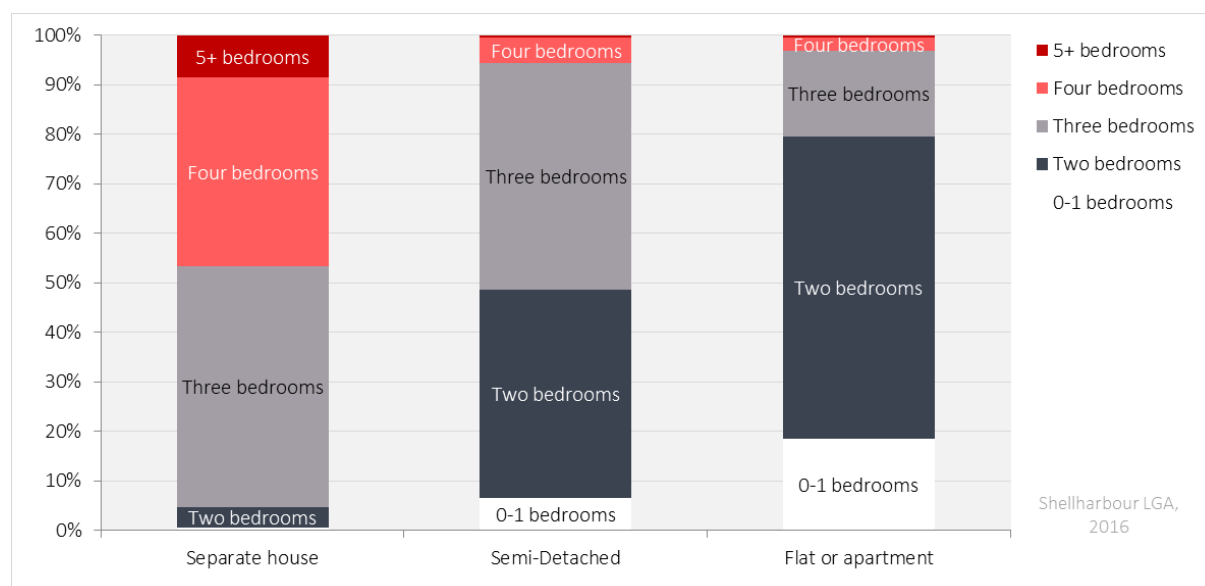 100%
90%
80%
70%
60%
50%
40%
30%
20%
10%
0%
5+ bedrooms
Four bedrooms
Three bedrooms
Two bedrooms
Four bedrooms
Three bedrooms
Two bedrooms
0-1 bedrooms
Four bedrooms
Three bedrooms
Two bedrooms
0-1 bedrooms
Separate house
Semi-Detached
Flat or apartment
5+ bedrooms
Four bedrooms
Three bedrooms
Two bedrooms
0-1 bedrooms
Shellharbour LGA,
2016